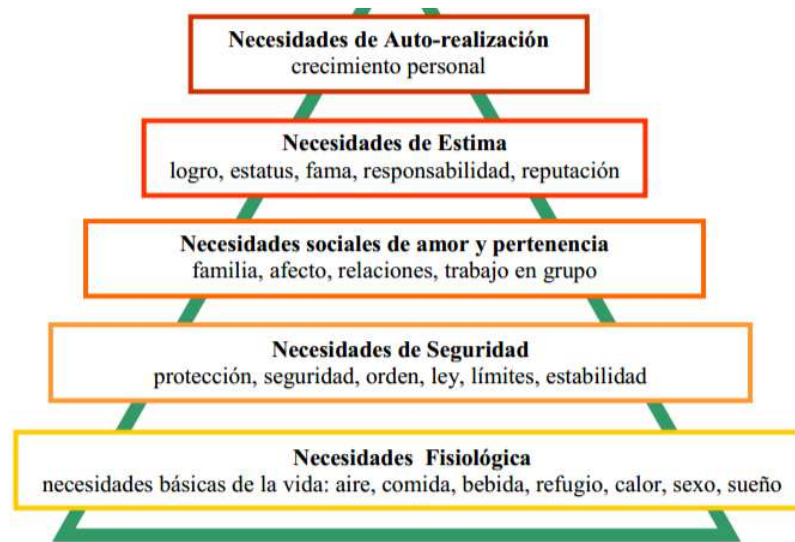 Necesidades de Auto-realización
crecimiento personal
Necesidades de Estima
logro, estatus, fama, responsabilidad, reputación
Necesidades sociales de amor y pertenencia
familia, afecto, relaciones, trabajo en grupo
Necesidades de Seguridad
protección, seguridad, orden, ley, límites, estabilidad
Necesidades Fisiológica
necesidades básicas de la vida: aire, comida, bebida, refugio, calor, sexo, sueño